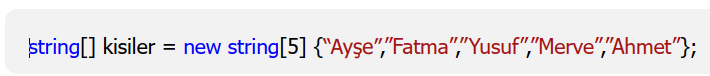 string[] kisiler = new string[5] {“Ayşe”,”Fatma”,”Yusuf”,”Merve”,”Ahmet”};